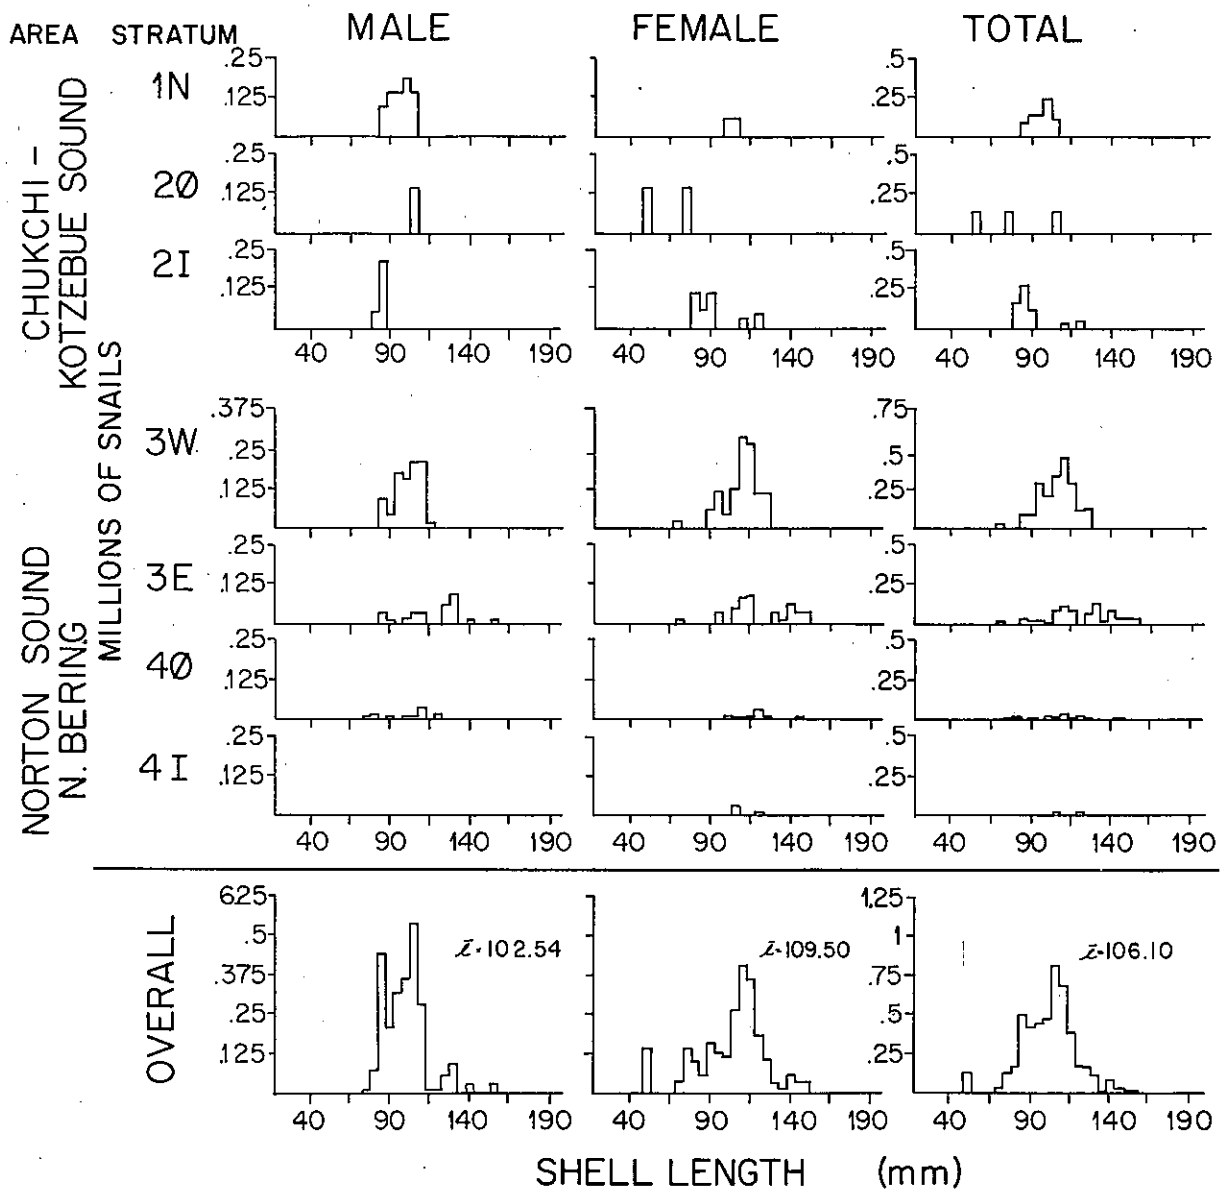 AREA STRATUM MALE FEMALE TOTAL
CHUKCHI –
KOTZEBUE SOUND
NORTON SOUND
N. BERING
MILLIONS OF SNAILS
1N
.25
.125
.5
.25
2Ø
.25
.125
.5
.25
2I
.25
.125
.5
.25
40 90 140 190 40 90 140 190 40 90 140 190
3W
.375
.25
.125
.75
.5
.25
3E
.25
.125
.5
.25
4Ø
.25
.125
.5
.25
4I
.25
.125
.5
.25
40 90 140 190 40 90 140 190 40 90 140 190
OVERALL
625
.5
.375
.25
.125
1.25
1
.75
.5
.25
102.54
109.50
106.10
40 90 140 190 40 90 140 190 40 90 140 190
SHELL LENGTH (mm)